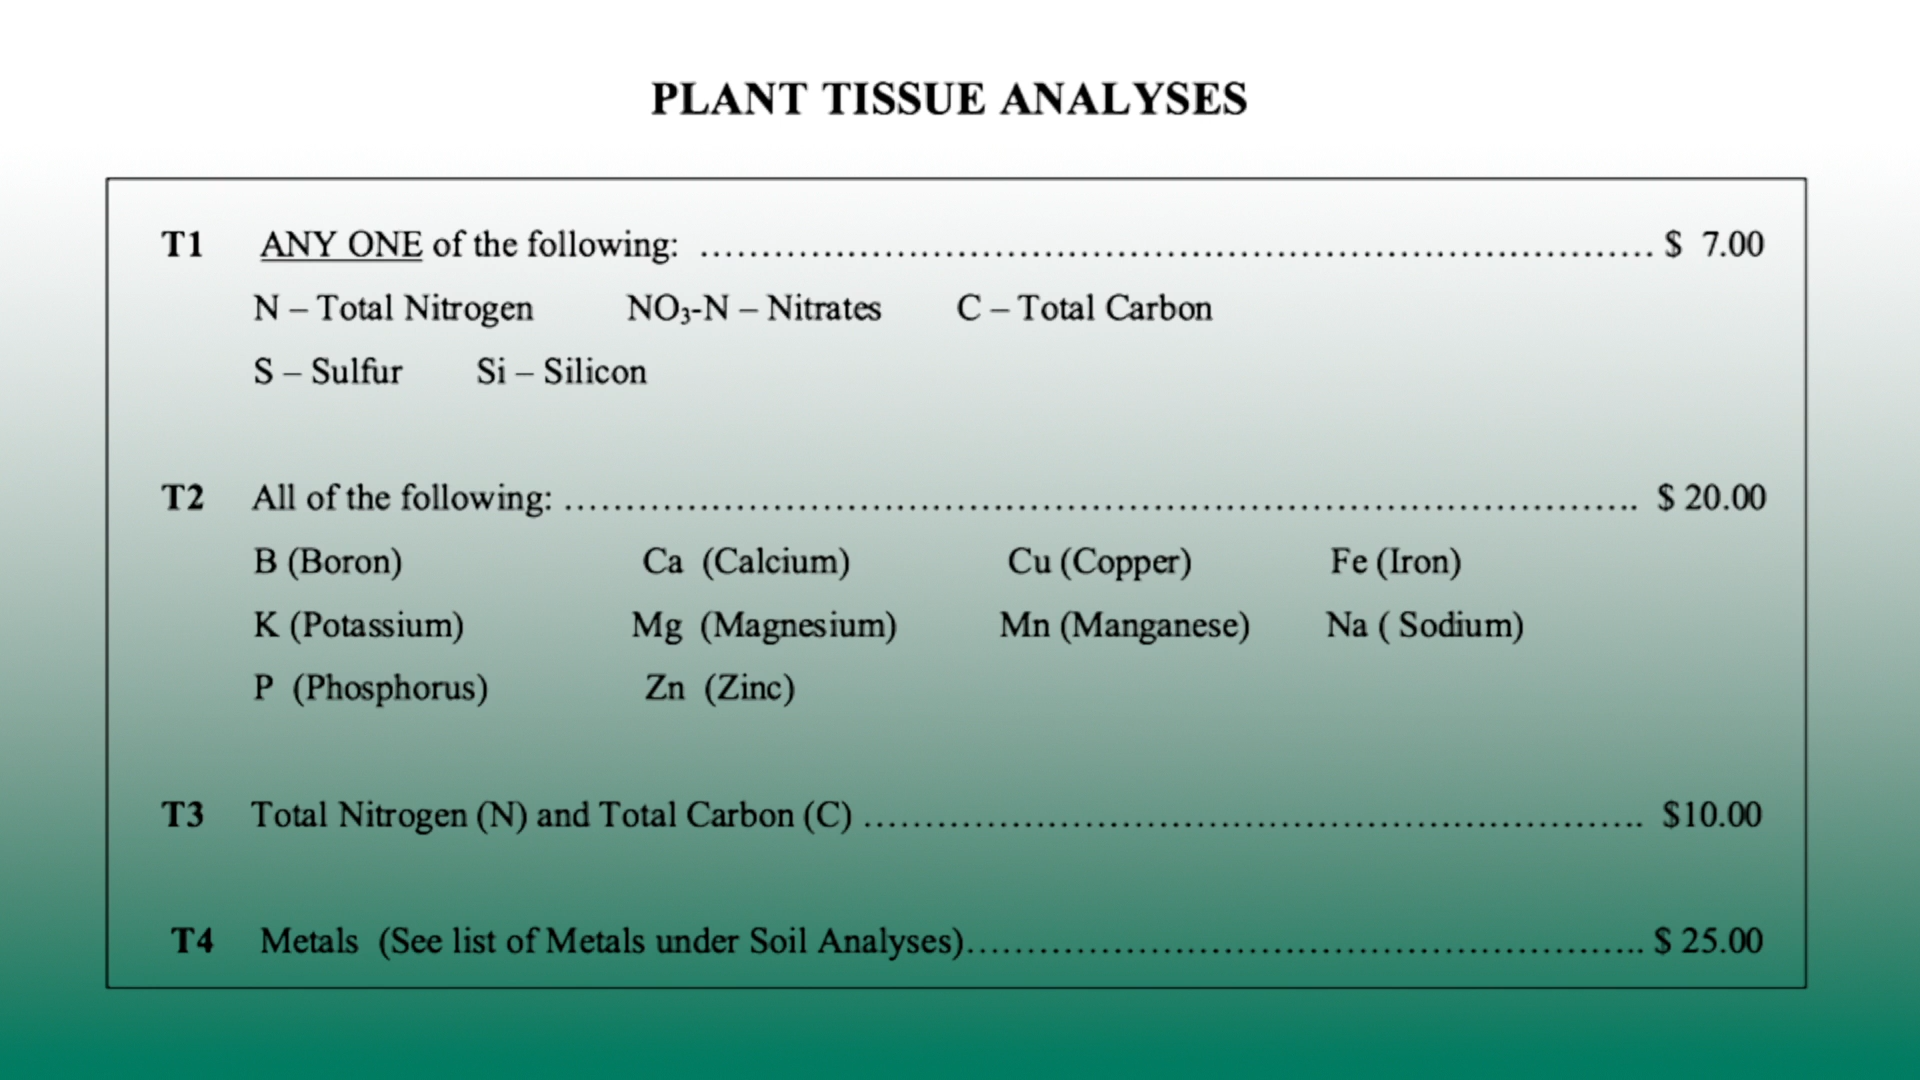 PLANT TISSUE ANALYSES
T1 ANY ONE of the following: ........................................................................ $ 7.00
N – Total Nitrogen NO₃-N – Nitrates C – Total Carbon
S – Sulfur Si – Silicon
T2 All of the following: ........................................................................ $ 20.00
B (Boron) Ca (Calcium) Cu (Copper) Fe (Iron)
K (Potassium) Mg (Magnesium) Mn (Manganese) Na ( Sodium)
P (Phosphorus) Zn (Zinc)
T3 Total Nitrogen (N) and Total Carbon (C) ............................................................ $10.00
T4 Metals (See list of Metals under Soil Analyses)...................................................... $ 25.00